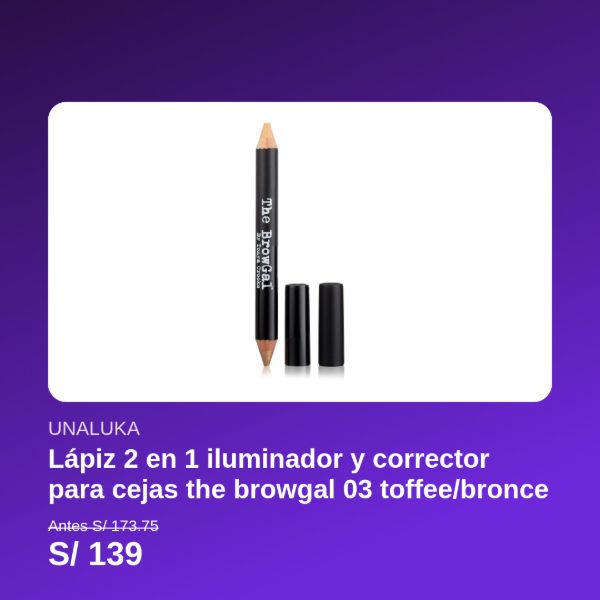 The BrowGal
UNALUKA
Lápiz 2 en 1 iluminador y corrector
para cejas the browgal 03 toffee/bronce
Antes S/ 173.75
S/ 139